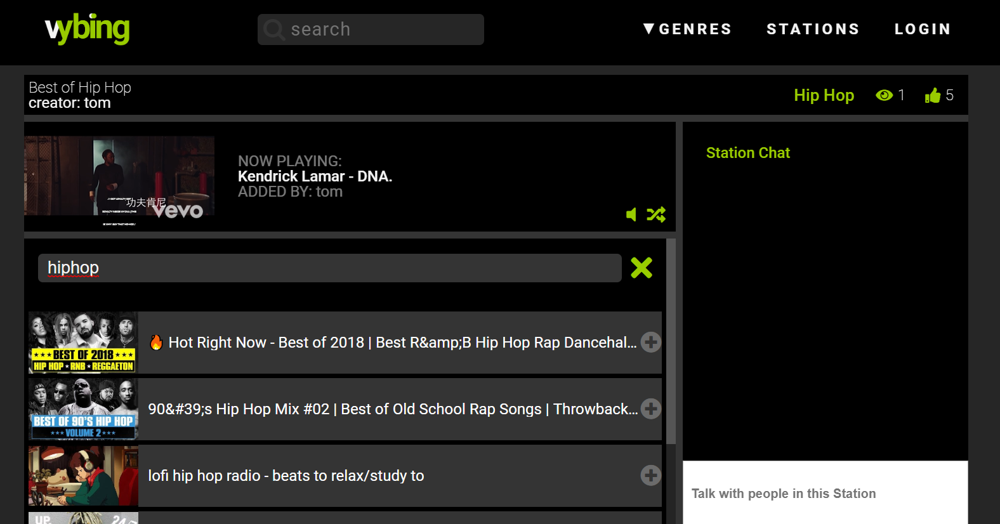 vybing
search
▼GENRES
STATIONS
LOGIN
Best of Hip Hop
creator: tom
Hip Hop
1
5
功夫肯尼
vevo
NOW PLAYING:
Kendrick Lamar - DNA.
ADDED BY: tom
Station Chat
hiphop
BEST OF 2018
HIP HOP ★ RNB ★ REGGAETON
🔥 Hot Right Now - Best of 2018 | Best R&amp;B Hip Hop Rap Dancehal...
BEST OF 90'S HIP HOP
VOLUME 2
90&#39;s Hip Hop Mix #02 | Best of Old School Rap Songs | Throwback...
lofi hip hop radio - beats to relax/study to
UP.
Talk with people in this Station